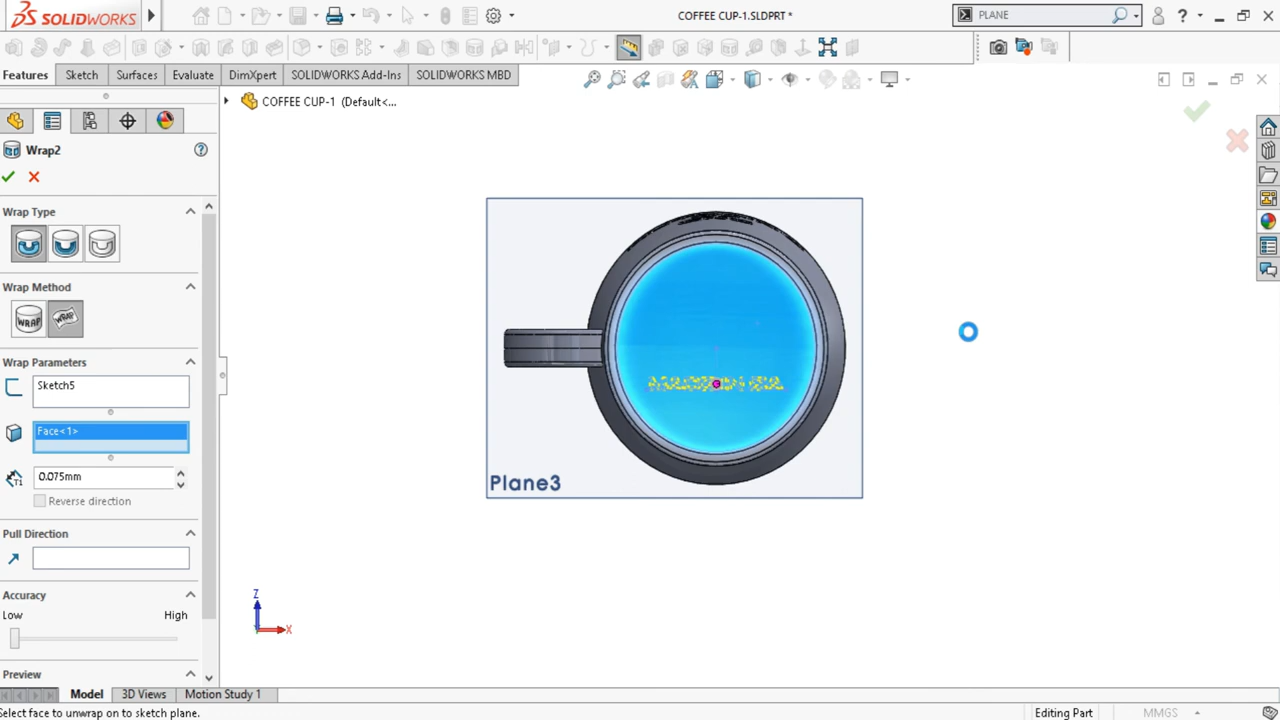 SOLIDWORKS
COFFEE CUP-1.SLDPRT *
PLANE
Features
Sketch
Surfaces
Evaluate
DimXpert
SOLIDWORKS Add-Ins
SOLIDWORKS MBD
COFFEE CUP-1 (Default<...
Wrap2
Wrap Type
Wrap Method
WRAP
WRAP
Wrap Parameters
Sketch5
Face<1>
0.075mm
Reverse direction
Pull Direction
Accuracy
Low
High
Preview
Plane3
Z
X
Model
3D Views
Motion Study 1
Select face to unwrap on to sketch plane.
Editing Part
MMGS